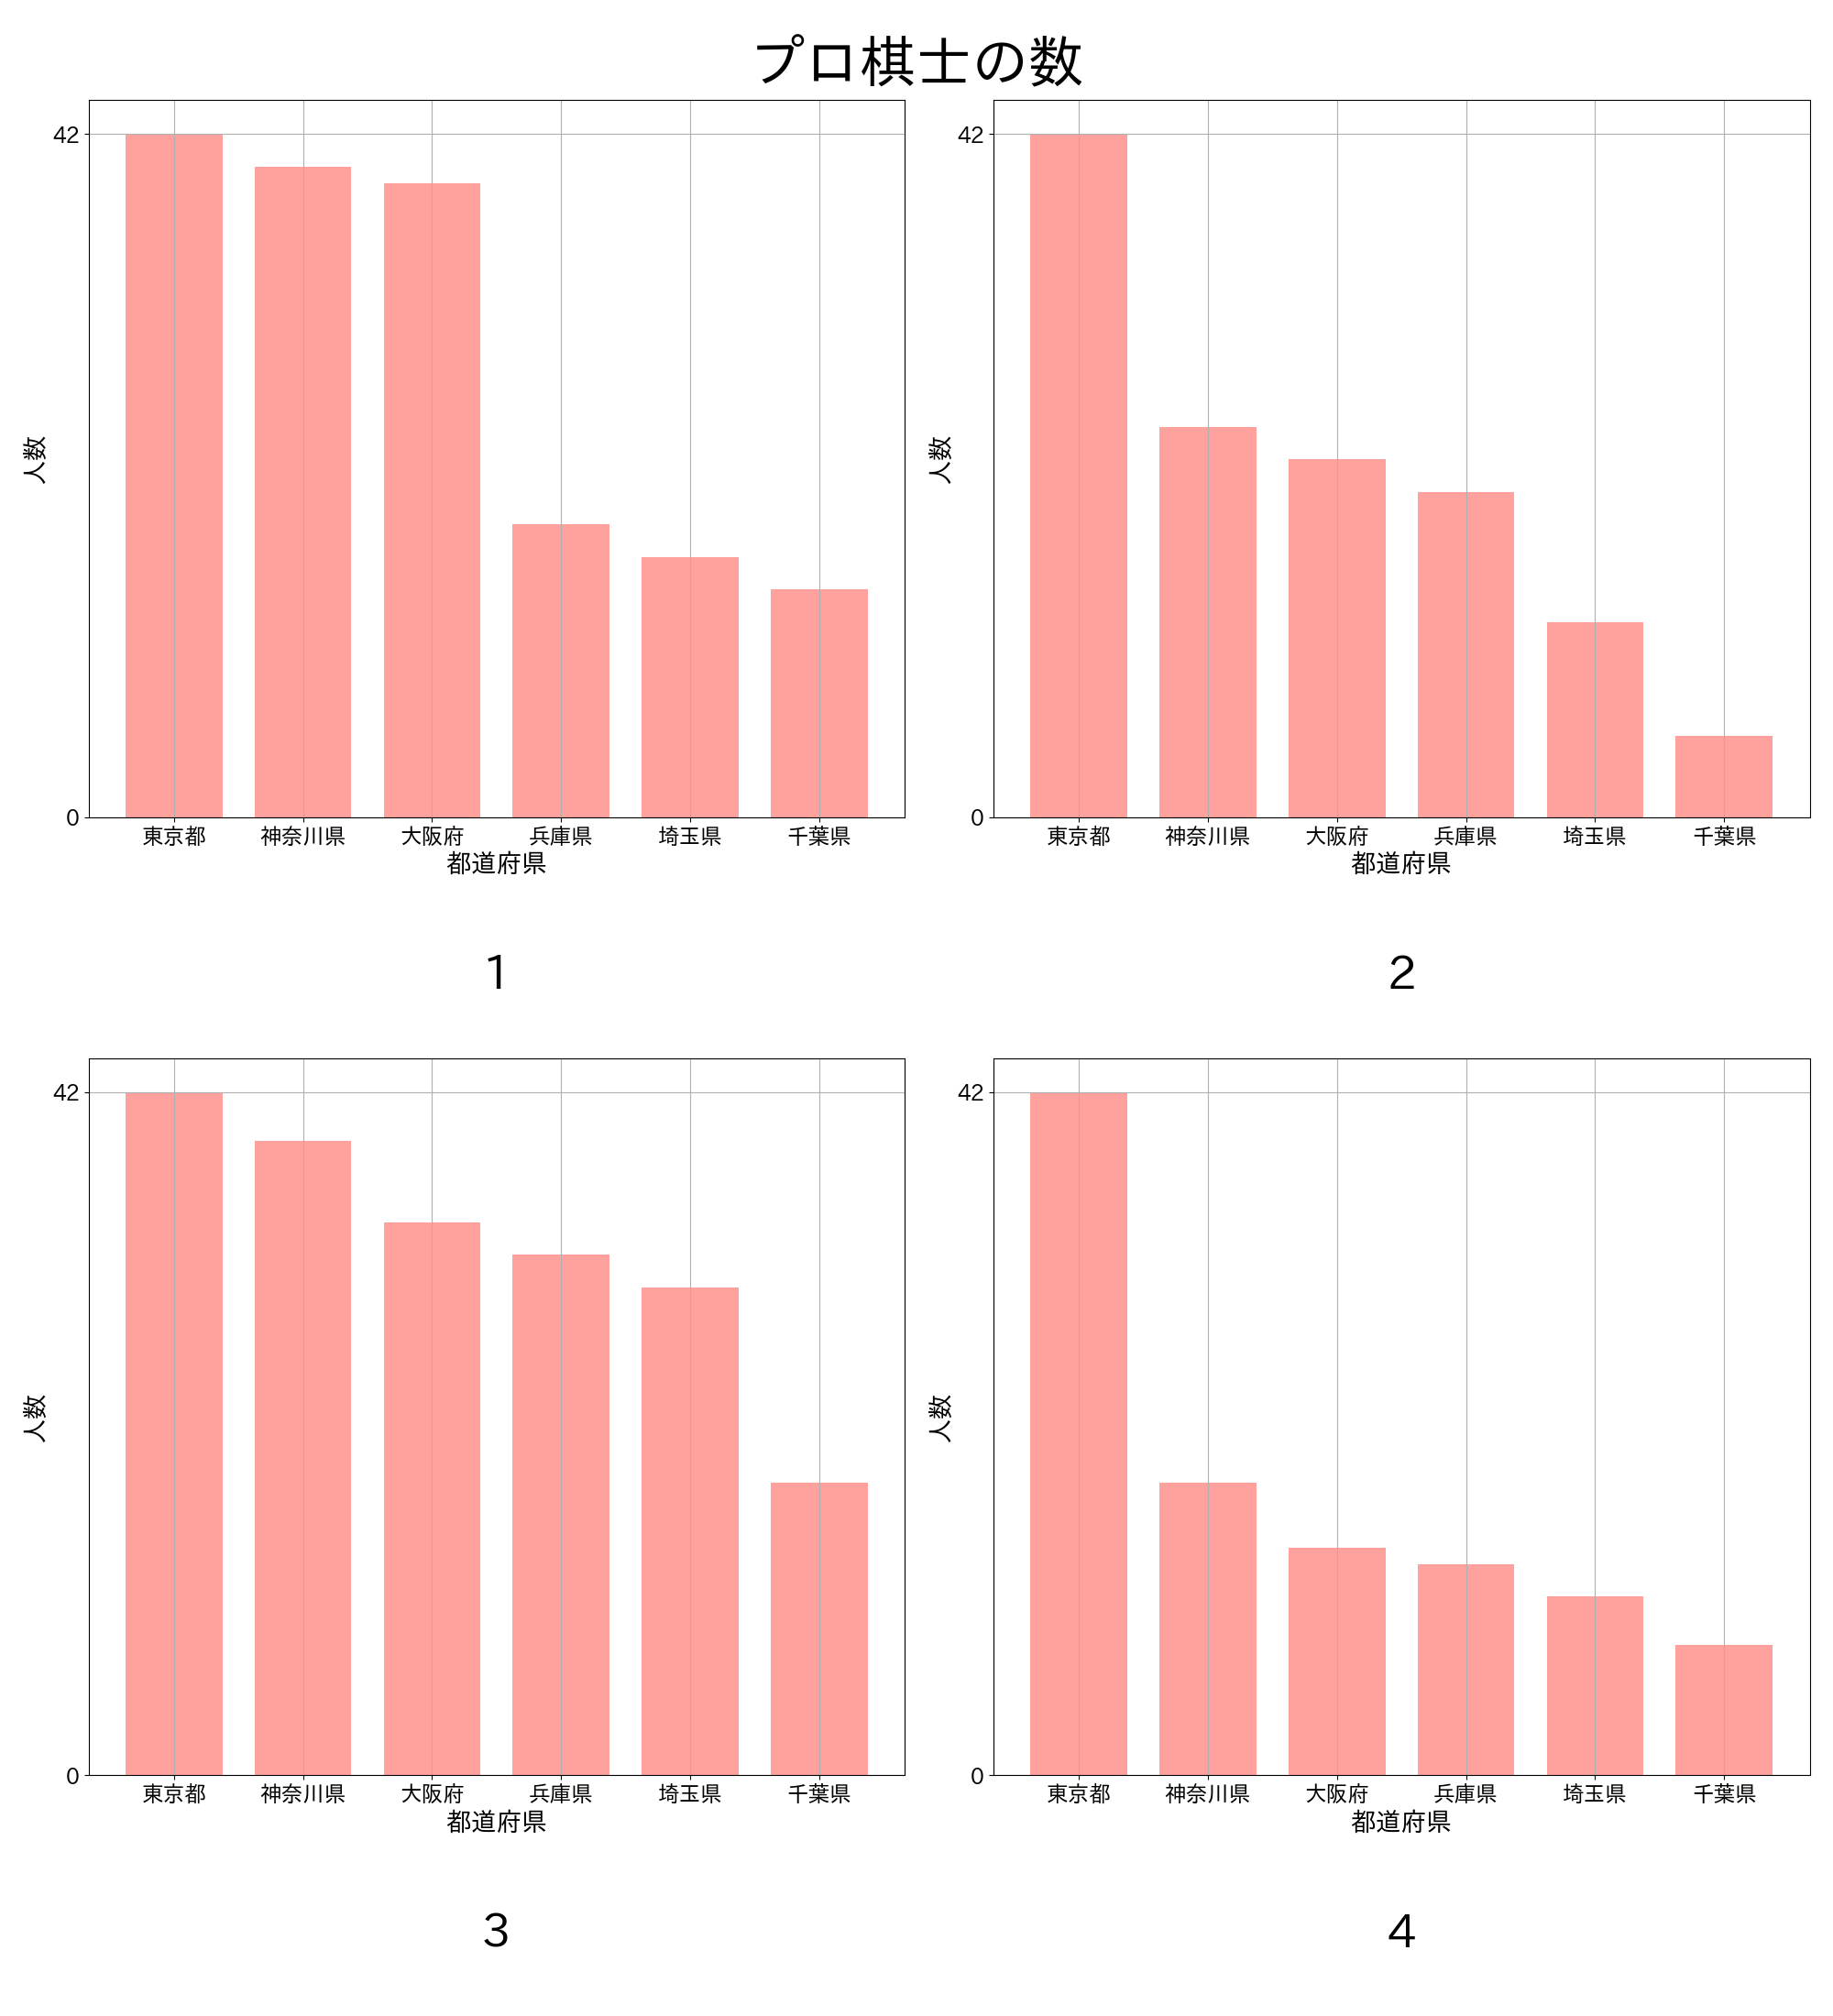 プロ棋士の数
42
0
人数
東京都 神奈川県 大阪府 兵庫県 埼玉県 千葉県
都道府県
1
42
0
人数
東京都 神奈川県 大阪府 兵庫県 埼玉県 千葉県
都道府県
2
42
0
人数
東京都 神奈川県 大阪府 兵庫県 埼玉県 千葉県
都道府県
3
42
0
人数
東京都 神奈川県 大阪府 兵庫県 埼玉県 千葉県
都道府県
4